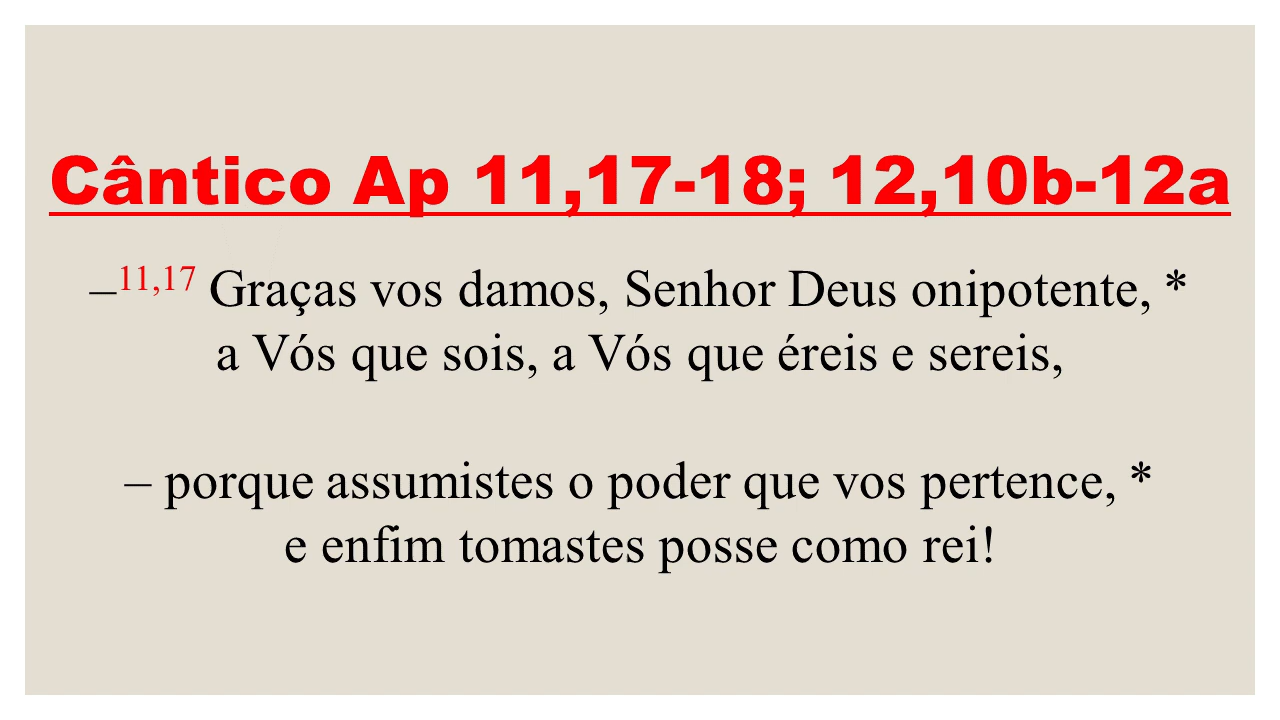 Cântico Ap 11,17-18; 12,10b-12a
–11,17 Graças vos damos, Senhor Deus onipotente, *
a Vós que sois, a Vós que éreis e sereis,
– porque assumistes o poder que vos pertence, *
e enfim tomastes posse como rei!